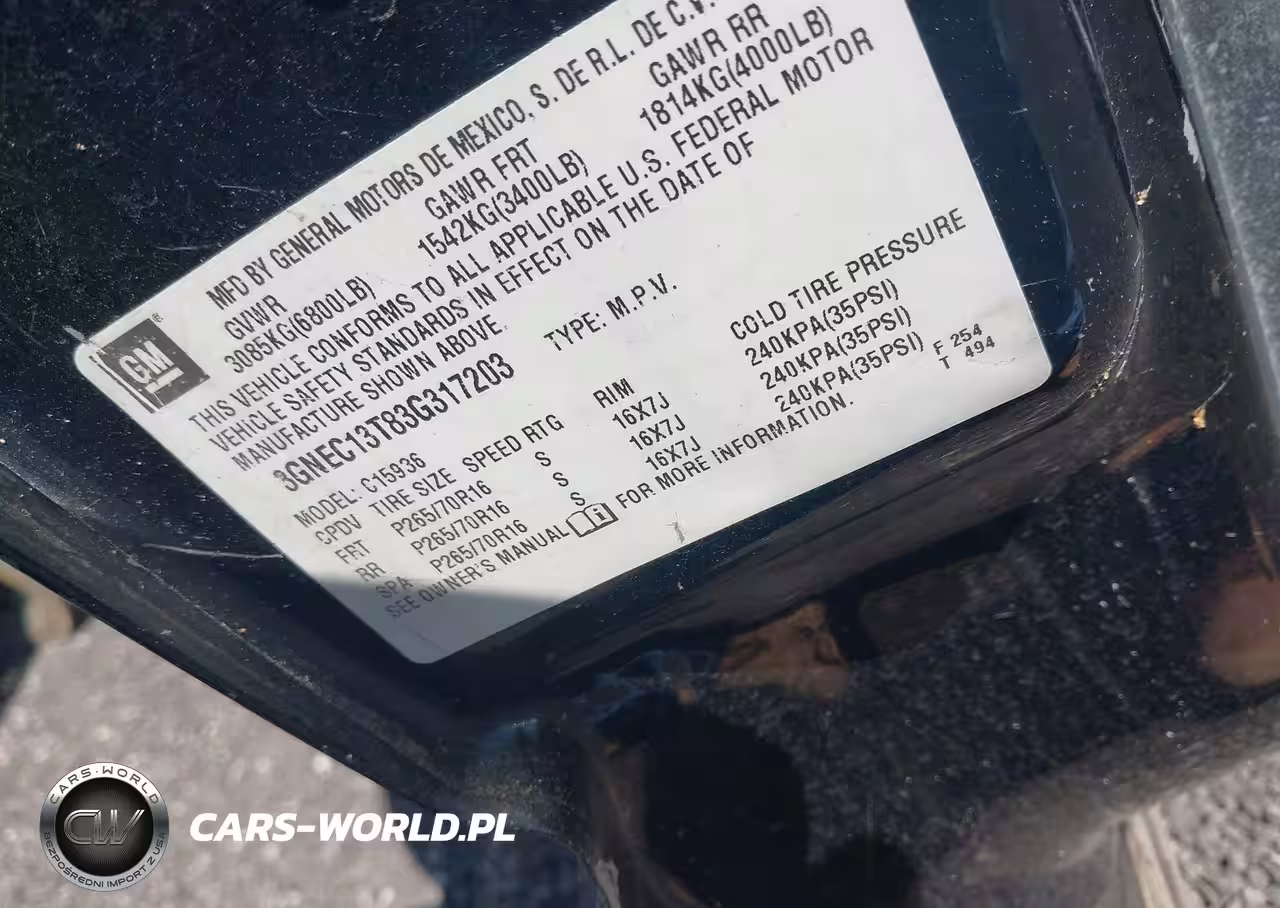 MFD BY GENERAL MOTORS DE MEXICO, S. DE R.L. DE C.V.
GVWR GAWR FRT GAWR RR
3085KG(6800LB) 1542KG(3400LB) 1814KG(4000LB)
THIS VEHICLE CONFORMS TO ALL APPLICABLE U.S. FEDERAL MOTOR
VEHICLE SAFETY STANDARDS IN EFFECT ON THE DATE OF
MANUFACTURE SHOWN ABOVE.
3GNEC13T83G317203 TYPE: M.P.V.
MODEL: C15936
CPDV TIRE SIZE SPEED RTG RIM COLD TIRE PRESSURE
FRT P265/70R16 S 16X7J 240KPA(35PSI)
RR P265/70R16 S 16X7J 240KPA(35PSI)
SPA P265/70R16 S 16X7J 240KPA(35PSI)
SEE OWNER'S MANUAL FOR MORE INFORMATION.
F 254
T 494
GM
®
CARS-WORLD
CW
BEZPOŚREDNI IMPORT Z USA
CARS-WORLD.PL